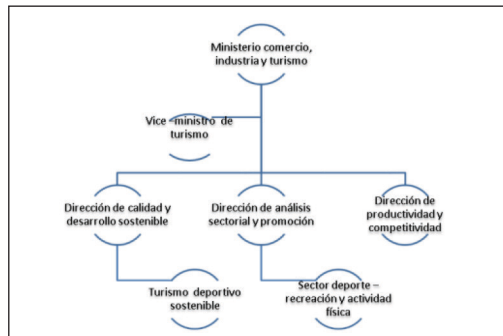 Ministerio comercio,
industria y turismo
Vice -ministro de
turismo
Dirección de calidad y
desarrollo sostenible
Dirección de análisis
sectorial y promoción
Dirección de
productividad y
competitividad
Turismo deportivo
sostenible
Sector deporte –
recreación y actividad
física